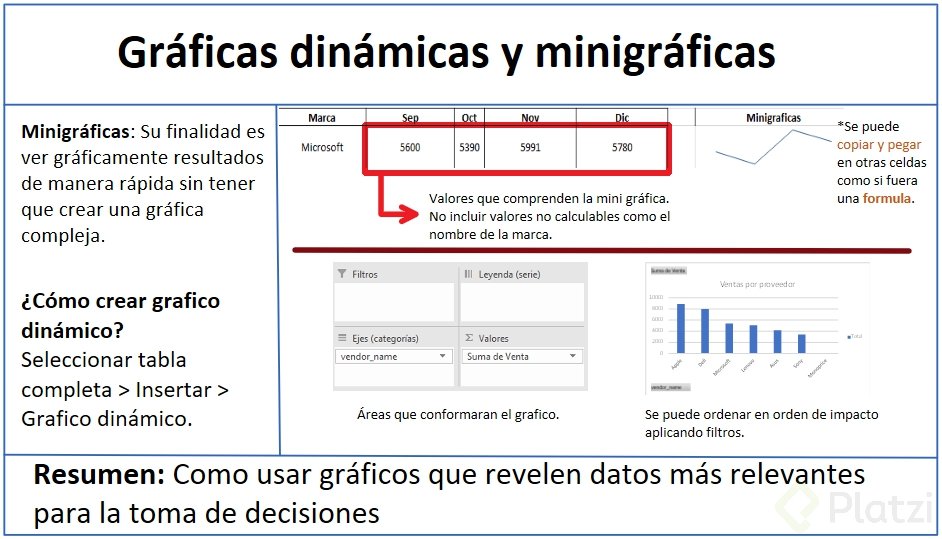 Gráficas dinámicas y minigráficas
Minigráficas: Su finalidad es
ver gráficamente resultados
de manera rápida sin tener
que crear una gráfica
compleja.
¿Cómo crear grafico
dinámico?
Seleccionar tabla
completa > Insertar >
Grafico dinámico.
Marca Sep Oct Nov Dic Minigraficas
Microsoft 5600 5390 5991 5780
*Se puede
copiar y pegar
en otras celdas
como si fuera
una formula.
Valores que comprenden la mini gráfica.
No incluir valores no calculables como el
nombre de la marca.
Filtros Leyenda (serie)
Ejes (categorías) Σ Valores
vendor_name Suma de Venta
Áreas que conformaran el grafico.
Suma de Venta
Ventas por proveedor
10000
8000
6000
4000
2000
0
Apple Dell Microsoft Lenovo Asus Sony Monoprice
Total
vendor_name
Se puede ordenar en orden de impacto
aplicando filtros.
Resumen: Como usar gráficos que revelen datos más relevantes
para la toma de decisiones
Platzi